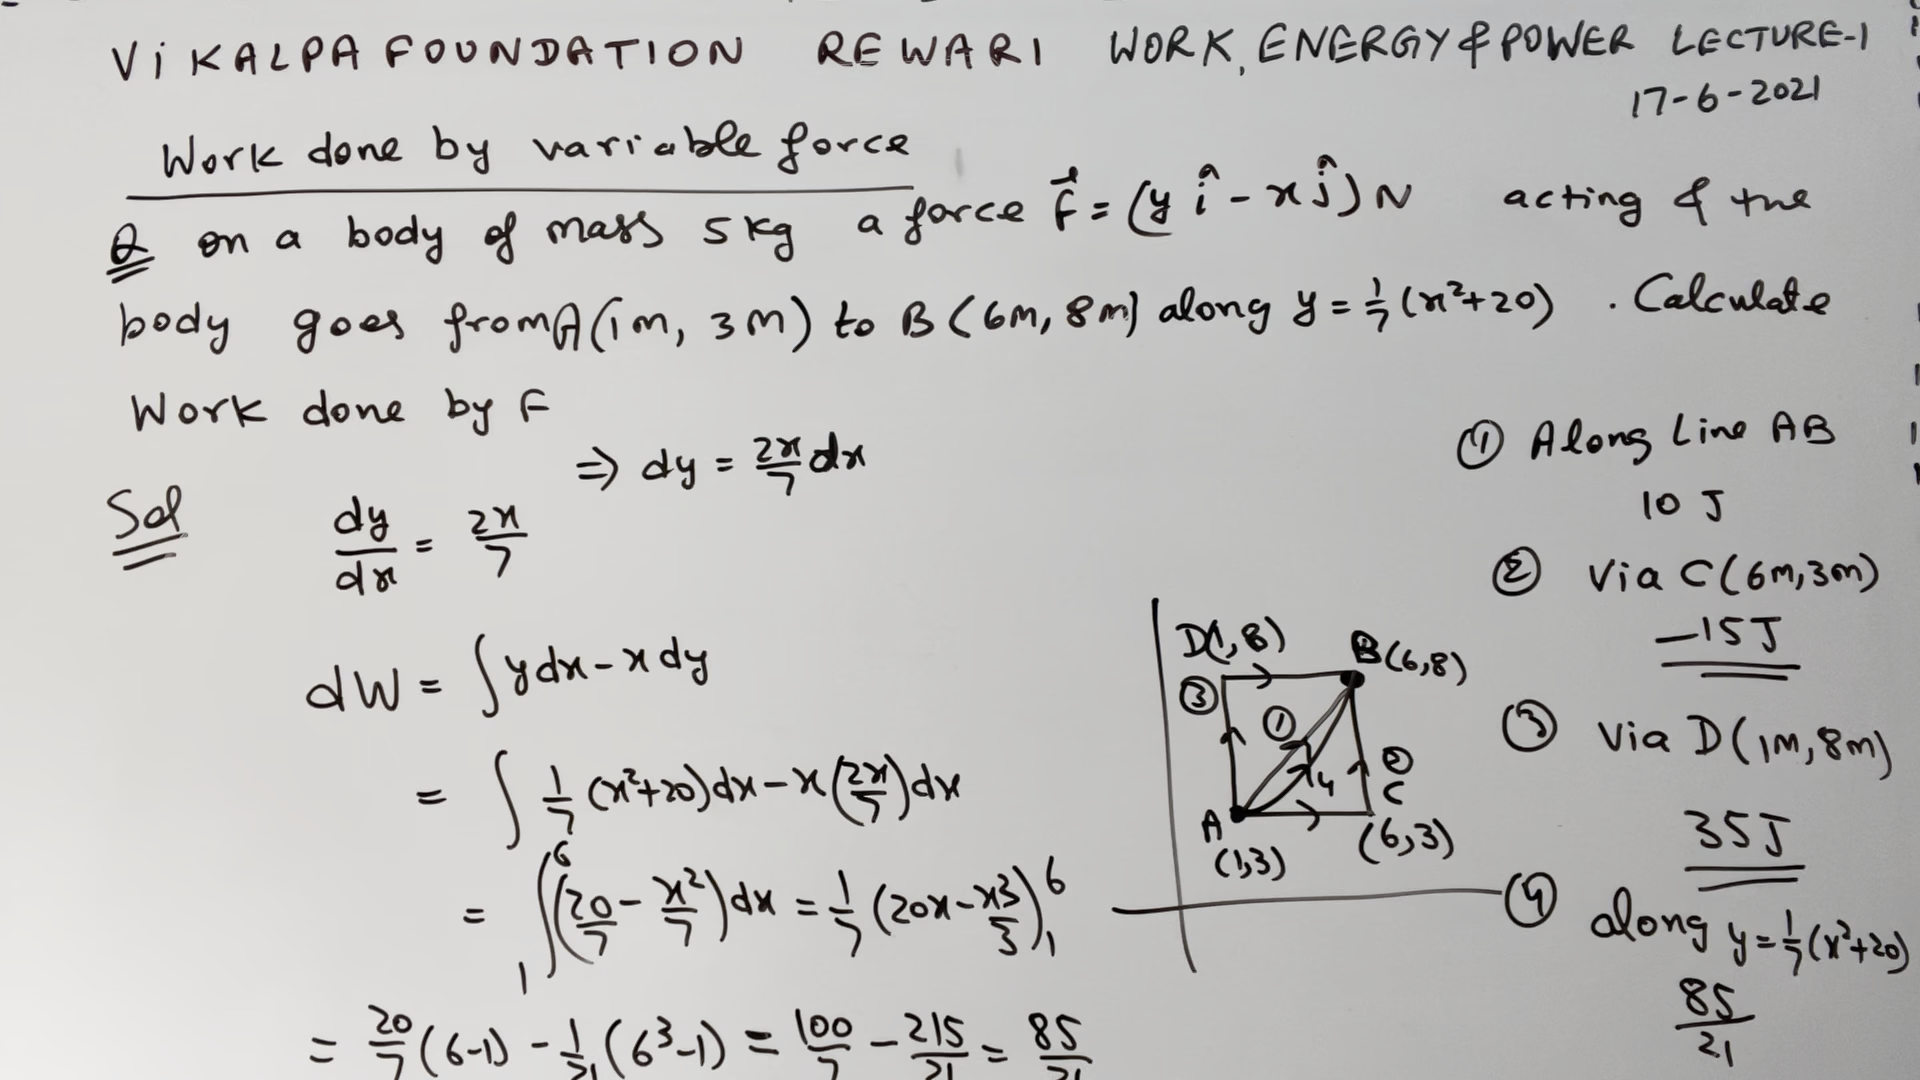 ViKALPA FOUNDATION REWARI WORK, ENERGY & POWER LECTURE-1
17-6-2021
Work done by variable force
Q on a body of mass 5 kg a force F⃗ = (y î - x ĵ) N acting & the
body goes from A(1m, 3m) to B(6m, 8m) along y = 1/7 (x²+20) . Calculate
Work done by F
⇒ dy = 2x/7 dx
Sol dy/dx = 2x/7
dW = ∫ y dx - x dy
= ∫ 1/7 (x²+20) dx - x (2x/7) dx
= ∫₁⁶ (20/7 - x²/7) dx = 1/7 (20x - x³/3)₁⁶
= 20/7 (6-1) - 1/21 (6³-1) = 100/7 - 215/21 = 85/21
D(1,8) B(6,8)
③ ①
4 ②
A C
(1,3) (6,3)
① Along Line AB
10 J
② Via C(6m,3m)
-15J
③ Via D(1m,8m)
35J
④ along y = 1/7 (x²+20)
85/21